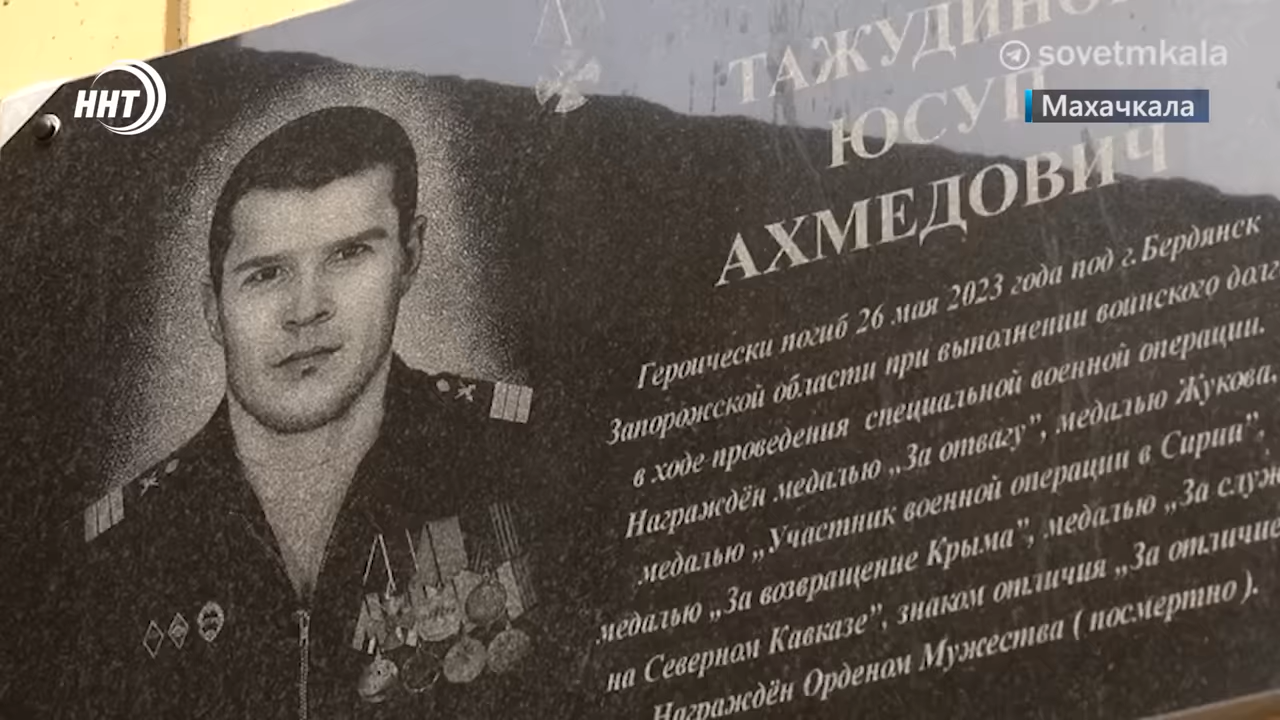 ННТ
sovetmkala
Махачкала
ТАЖУДИНОВ
ЮСУП
АХМЕДОВИЧ
Героически погиб 26 мая 2023 года под г. Бердянск
Запорожской области при выполнении воинского долг
в ходе проведения специальной военной операции.
Награждён медалью „За отвагу”, медалью Жукова,
медалью „Участник военной операции в Сирии”,
медалью „За возвращение Крыма”, медалью „За служ
на Северном Кавказе”, знаком отличия „За отличие
Награждён Орденом Мужества ( посмертно ).